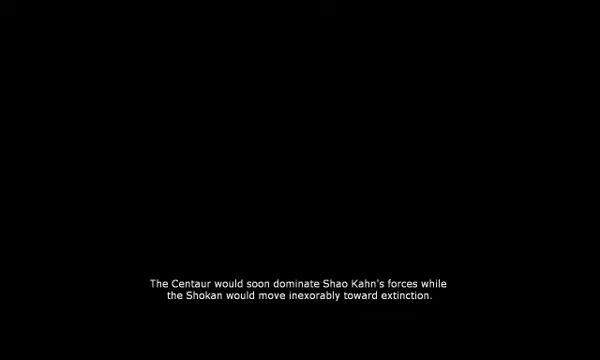 The Centaur would soon dominate Shao Kahn's forces while
the Shokan would move inexorably toward extinction.